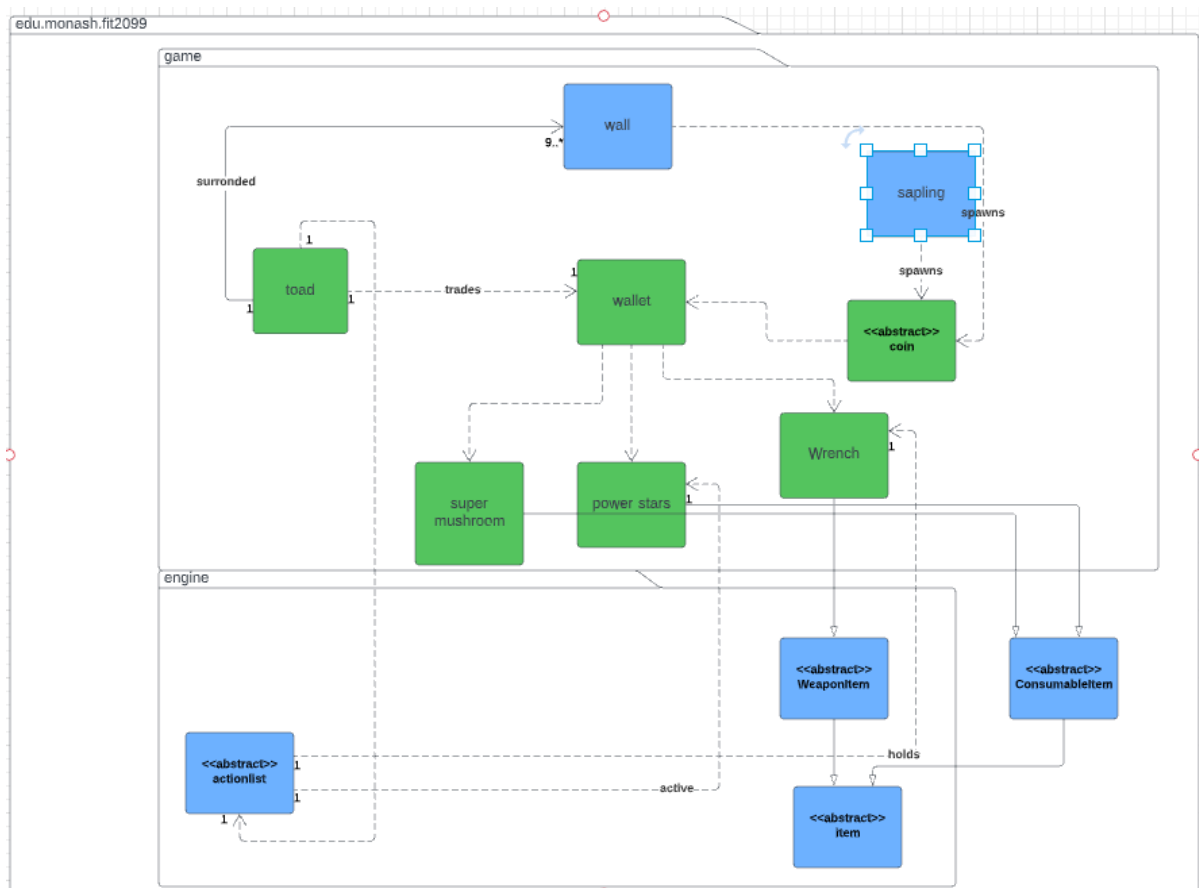 edu.monash.fit2099
game
wall
9..*
surronded
sapling
spawns
1
spawns
toad
1
trades
1
wallet
1
1
<<abstract>>
coin
Wrench
1
super
mushroom
power stars
1
engine
<<abstract>>
WeaponItem
<<abstract>>
ConsumableItem
<<abstract>>
actionlist
1
holds
1
active
1
<<abstract>>
item